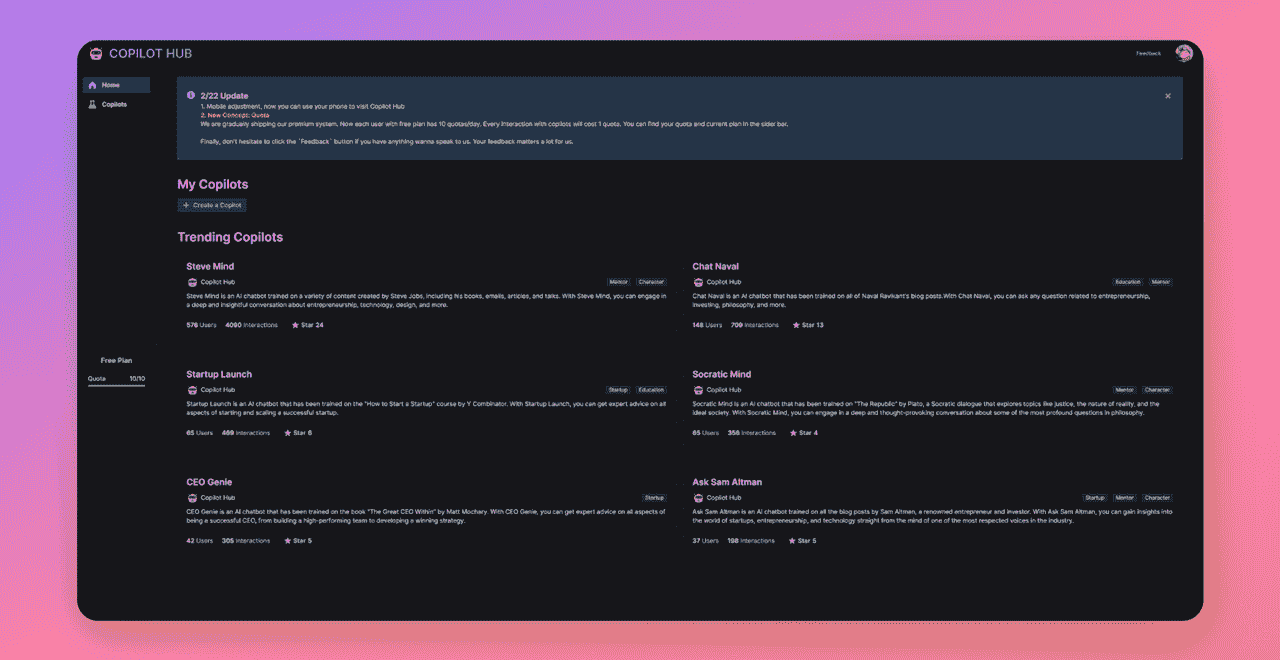 COPILOT HUB
Feedback
Home
Copilots
2/22 Update
1. Mobile adjustment, now you can use your phone to visit Copilot Hub
2. New Concept: Quota
We are gradually shipping our premium system. Now each user with free plan has 10 quotas/day. Every interaction with copilots will cost 1 quota. You can find your quota and current plan in the sider bar.
Finally, don't hesitate to click the `Feedback` button if you have anything wanna speak to us. Your feedback matters a lot for us.
My Copilots
+ Create a Copilot
Trending Copilots
Steve Mind
Copilot Hub
Mentor Character
Steve Mind is an AI chatbot trained on a variety of content created by Steve Jobs, including his books, emails, articles, and talks. With Steve Mind, you can engage in
a deep and insightful conversation about entrepreneurship, technology, design, and more.
576 Users 4090 Interactions Star 24
Chat Naval
Copilot Hub
Education Mentor
Chat Naval is an AI chatbot that has been trained on all of Naval Ravikant's blog posts.With Chat Naval, you can ask any question related to entrepreneurship,
investing, philosophy, and more.
148 Users 709 Interactions Star 13
Free Plan
Quota 10/10
Startup Launch
Copilot Hub
Startup Education
Startup Launch is an AI chatbot that has been trained on the "How to Start a Startup" course by Y Combinator. With Startup Launch, you can get expert advice on all
aspects of starting and scaling a successful startup.
65 Users 469 Interactions Star 6
Socratic Mind
Copilot Hub
Mentor Character
Socratic Mind is an AI chatbot that has been trained on "The Republic" by Plato, a Socratic dialogue that explores topics like justice, the nature of reality, and the
ideal society. With Socratic Mind, you can engage in a deep and thought-provoking conversation about some of the most profound questions in philosophy.
65 Users 356 Interactions Star 4
CEO Genie
Copilot Hub
Startup
CEO Genie is an AI chatbot that has been trained on the book "The Great CEO Within" by Matt Mochary. With CEO Genie, you can get expert advice on all aspects of
being a successful CEO, from building a high-performing team to developing a winning strategy.
42 Users 305 Interactions Star 5
Ask Sam Altman
Copilot Hub
Startup Mentor Character
Ask Sam Altman is an AI chatbot trained on all the blog posts by Sam Altman, a renowned entrepreneur and investor. With Ask Sam Altman, you can gain insights into
the world of startups, entrepreneurship, and technology straight from the mind of one of the most respected voices in the industry.
37 Users 198 Interactions Star 5